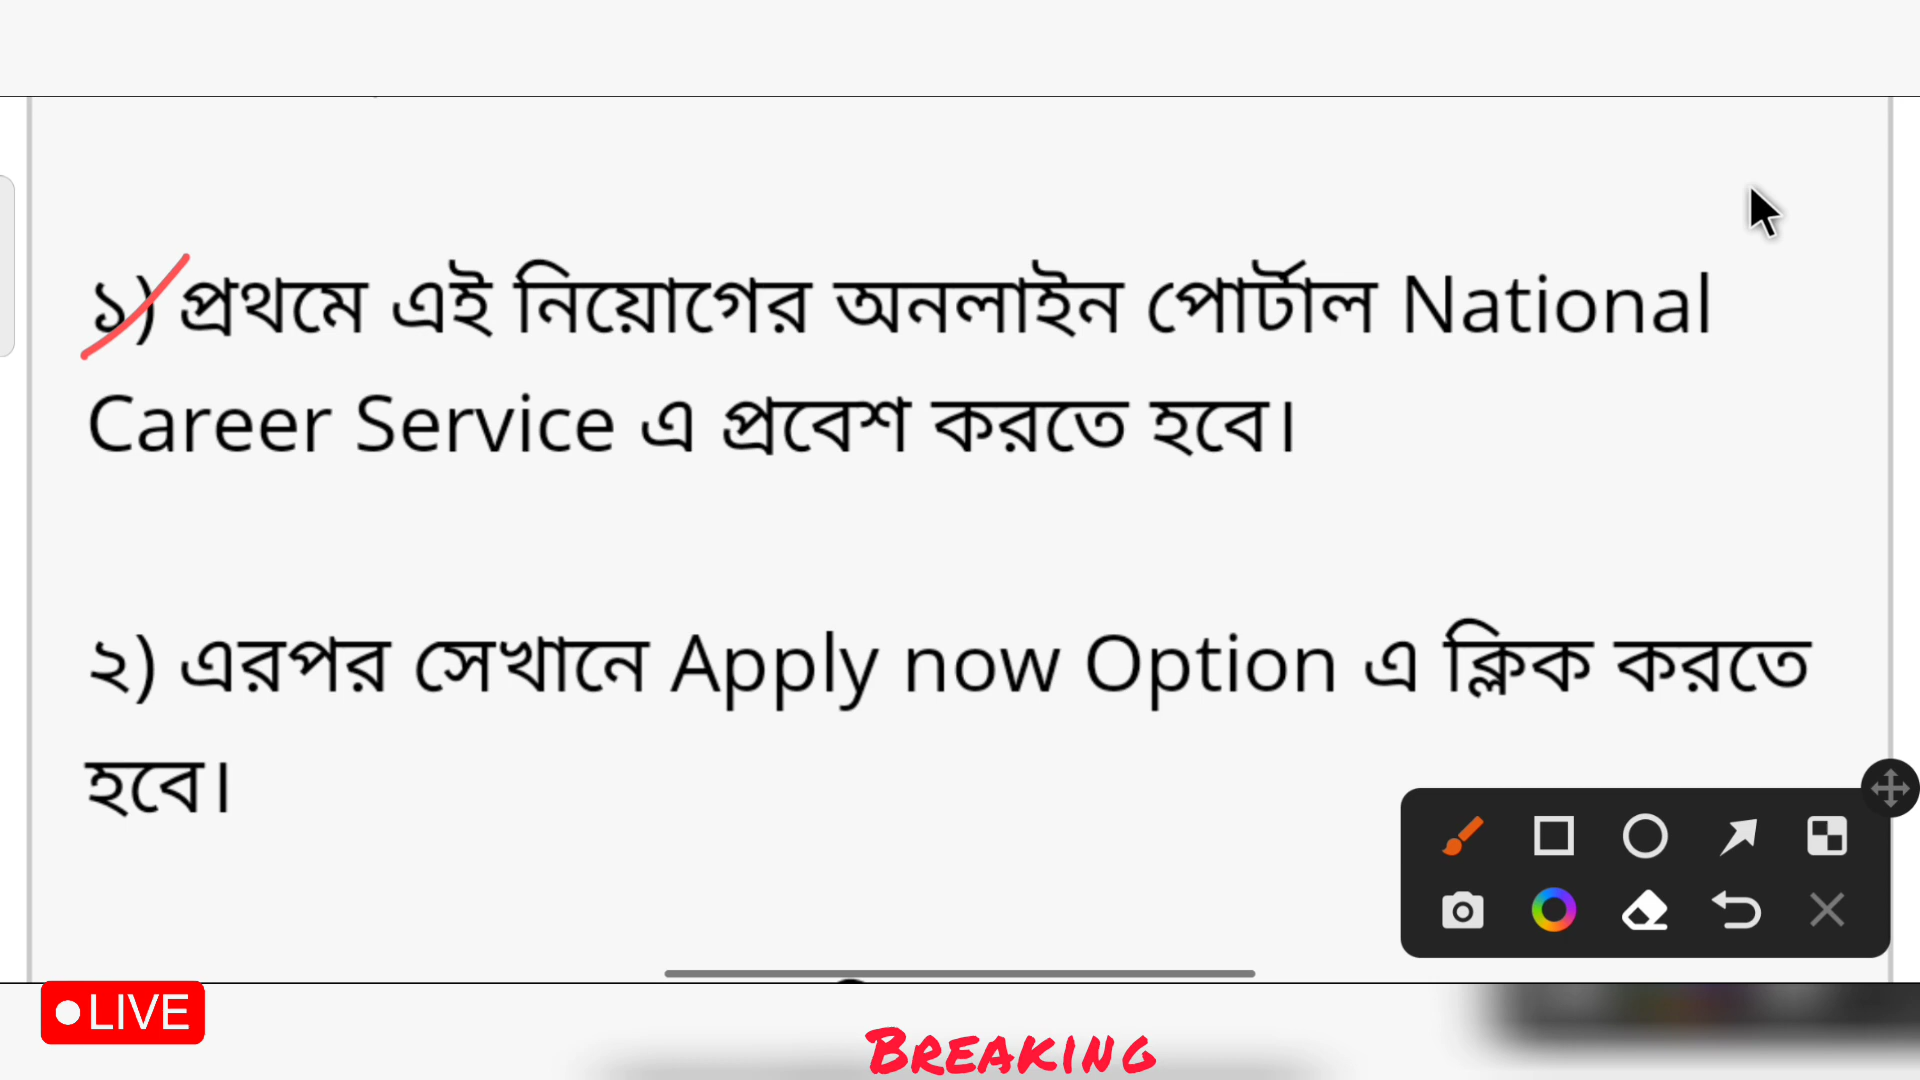 ১) প্রথমে এই নিয়োগের অনলাইন পোর্টাল National
Career Service এ প্রবেশ করতে হবে।
২) এরপর সেখানে Apply now Option এ ক্লিক করতে
হবে।
LIVE
BREAKING